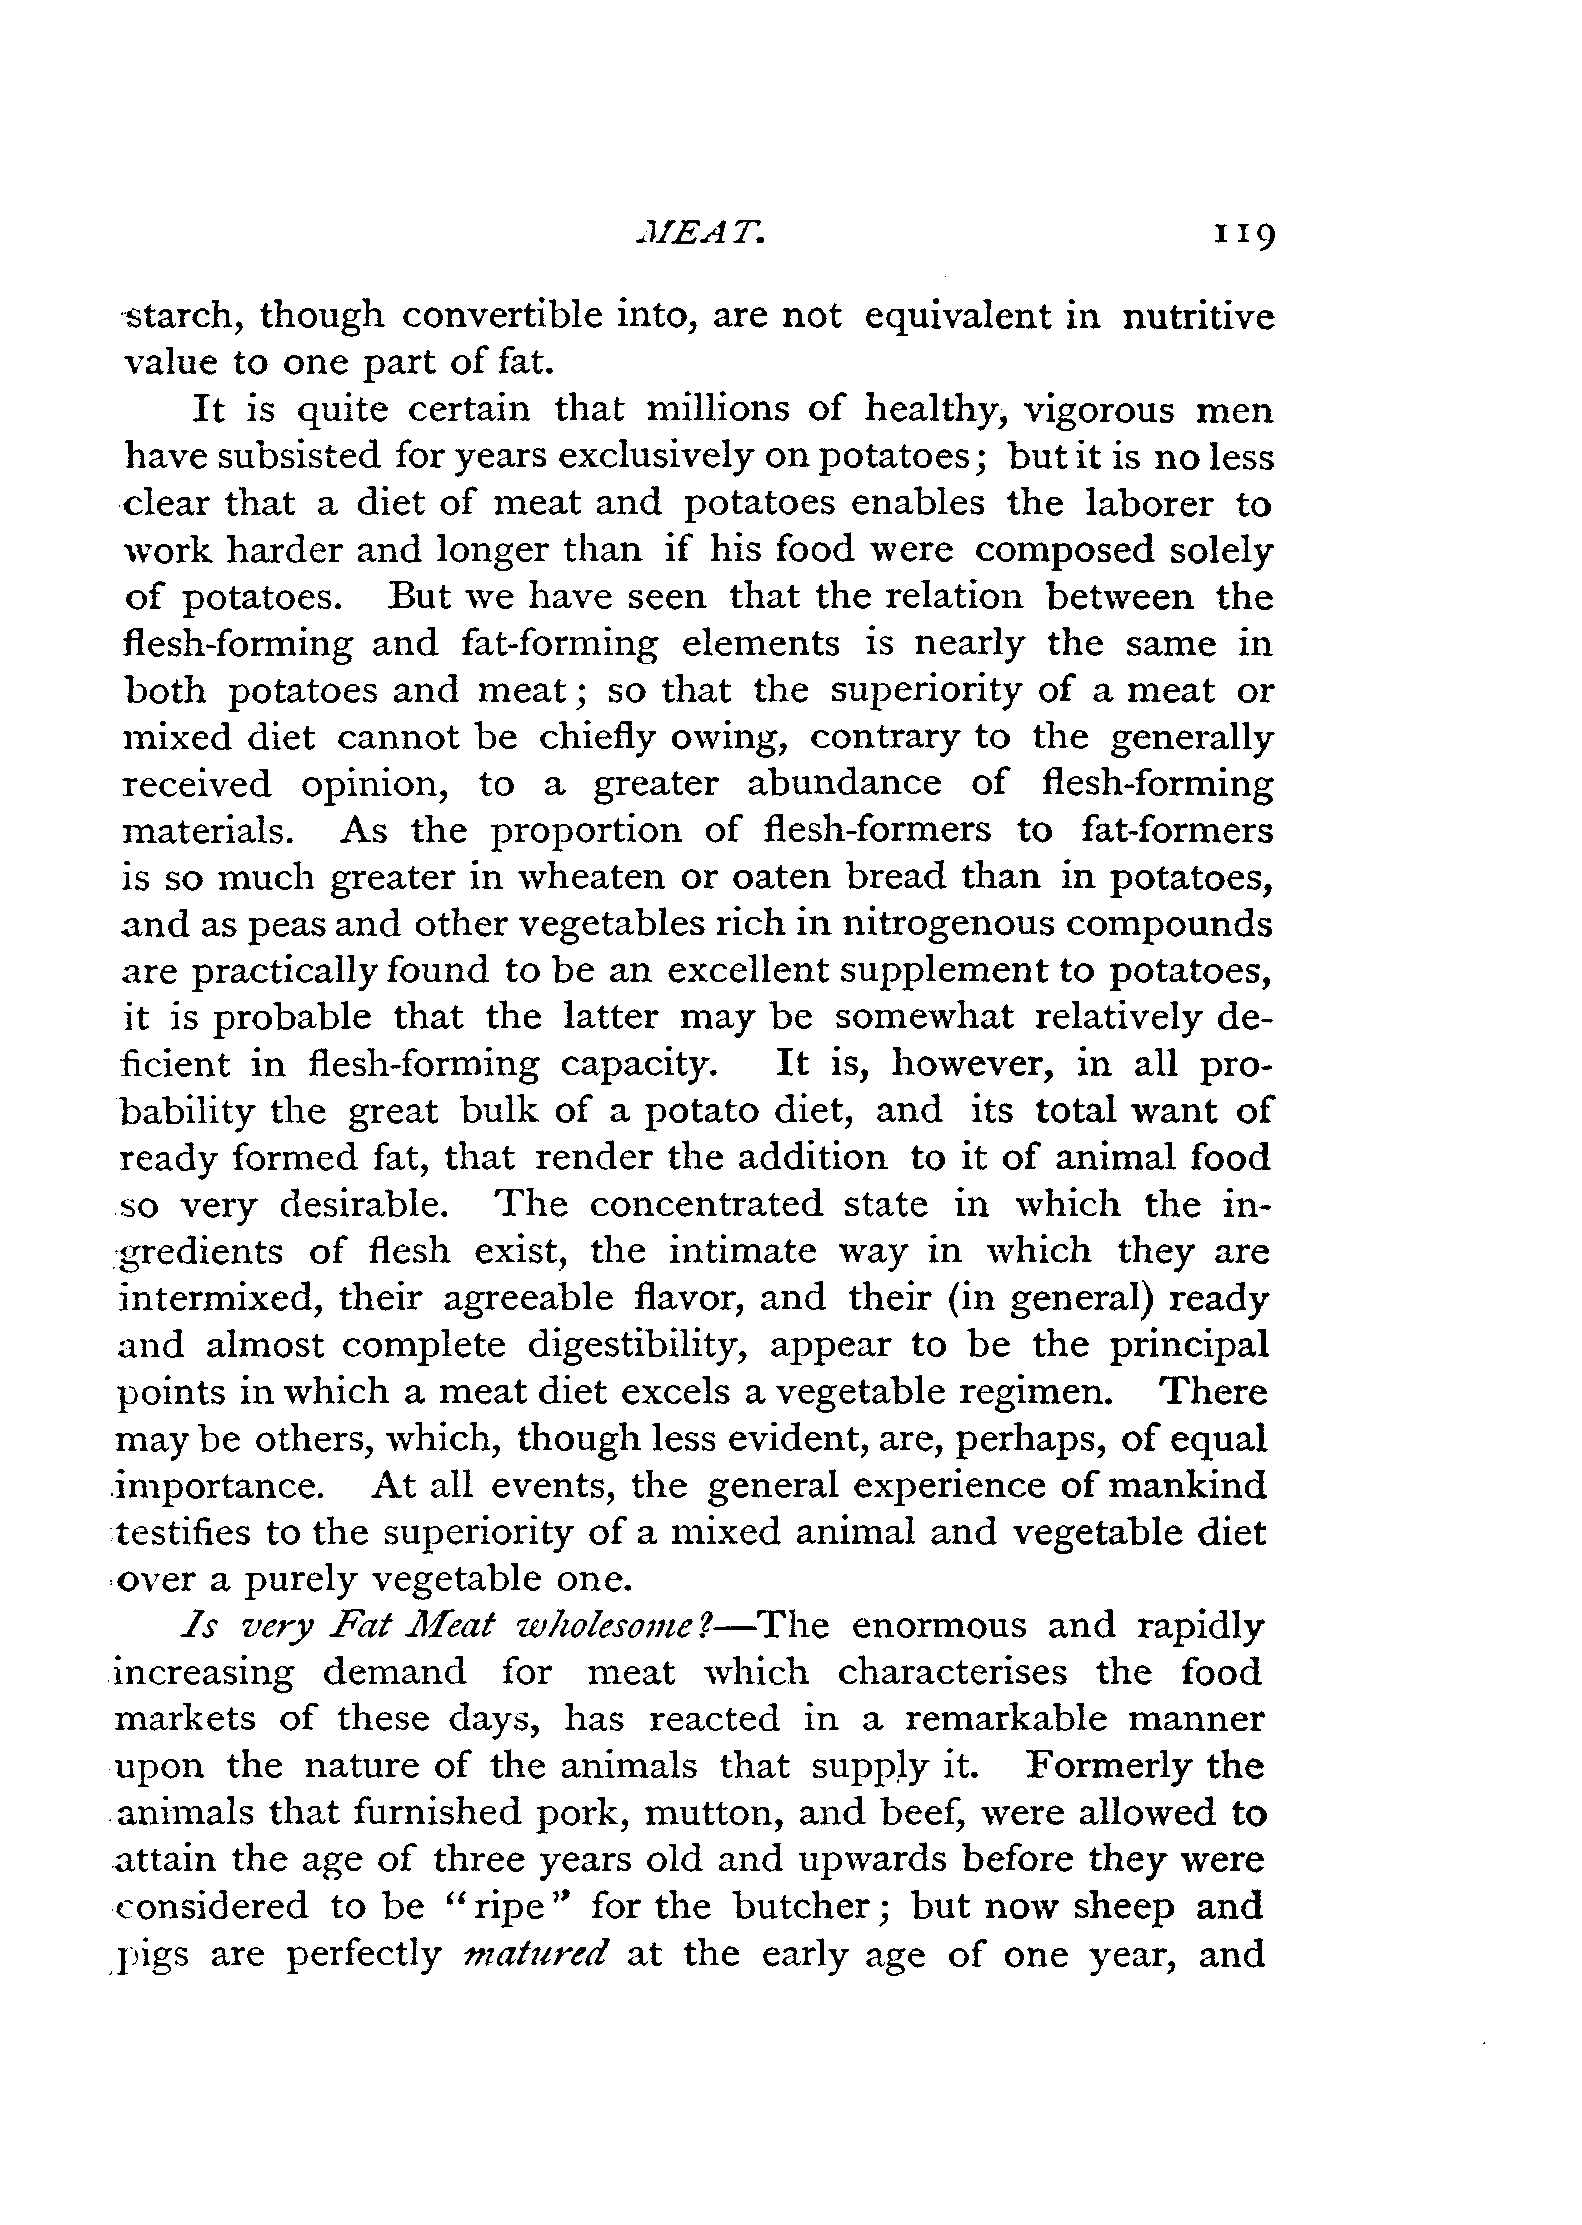 MEAT. 119
starch, though convertible into, are not equivalent in nutritive
value to one part of fat.
It is quite certain that millions of healthy, vigorous men
have subsisted for years exclusively on potatoes; but it is no less
clear that a diet of meat and potatoes enables the laborer to
work harder and longer than if his food were composed solely
of potatoes. But we have seen that the relation between the
flesh-forming and fat-forming elements is nearly the same in
both potatoes and meat; so that the superiority of a meat or
mixed diet cannot be chiefly owing, contrary to the generally
received opinion, to a greater abundance of flesh-forming
materials. As the proportion of flesh-formers to fat-formers
is so much greater in wheaten or oaten bread than in potatoes,
and as peas and other vegetables rich in nitrogenous compounds
are practically found to be an excellent supplement to potatoes,
it is probable that the latter may be somewhat relatively de-
ficient in flesh-forming capacity. It is, however, in all pro-
bability the great bulk of a potato diet, and its total want of
ready formed fat, that render the addition to it of animal food
so very desirable. The concentrated state in which the in-
gredients of flesh exist, the intimate way in which they are
intermixed, their agreeable flavor, and their (in general) ready
and almost complete digestibility, appear to be the principal
points in which a meat diet excels a vegetable regimen. There
may be others, which, though less evident, are, perhaps, of equal
importance. At all events, the general experience of mankind
testifies to the superiority of a mixed animal and vegetable diet
over a purely vegetable one.
Is very Fat Meat wholesome?—The enormous and rapidly
increasing demand for meat which characterises the food
markets of these days, has reacted in a remarkable manner
upon the nature of the animals that supply it. Formerly the
animals that furnished pork, mutton, and beef, were allowed to
attain the age of three years old and upwards before they were
considered to be “ripe” for the butcher; but now sheep and
pigs are perfectly matured at the early age of one year, and